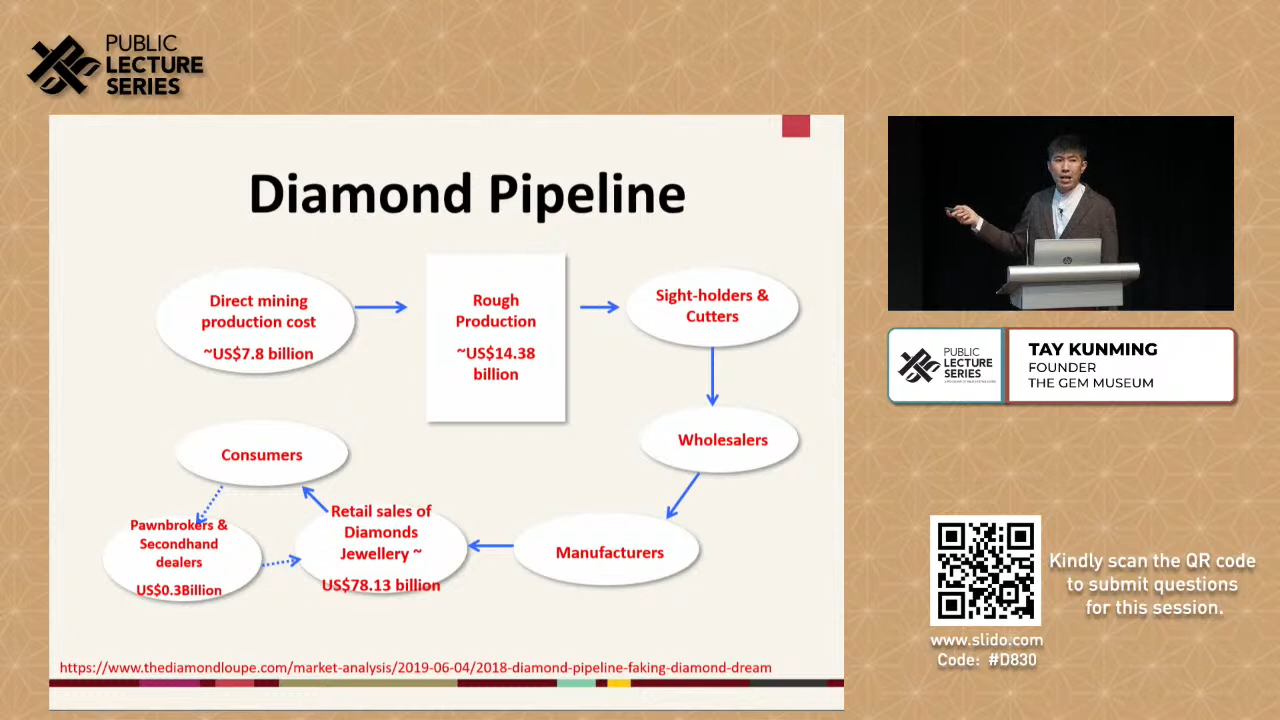 PUBLIC
LECTURE
SERIES
Diamond Pipeline
Direct mining
production cost
~US$7.8 billion
Rough
Production
~US$14.38
billion
Sight-holders &
Cutters
Wholesalers
Manufacturers
Retail sales of
Diamonds
Jewellery ~
US$78.13 billion
Consumers
Pawnbrokers &
Secondhand
dealers
US$0.3Billion
https://www.thediamondloupe.com/market-analysis/2019-06-04/2018-diamond-pipeline-faking-diamond-dream
PUBLIC
LECTURE
SERIES
TAY KUNMING
FOUNDER
THE GEM MUSEUM
Kindly scan the QR code
to submit questions
for this session.
www.slido.com
Code: #D830